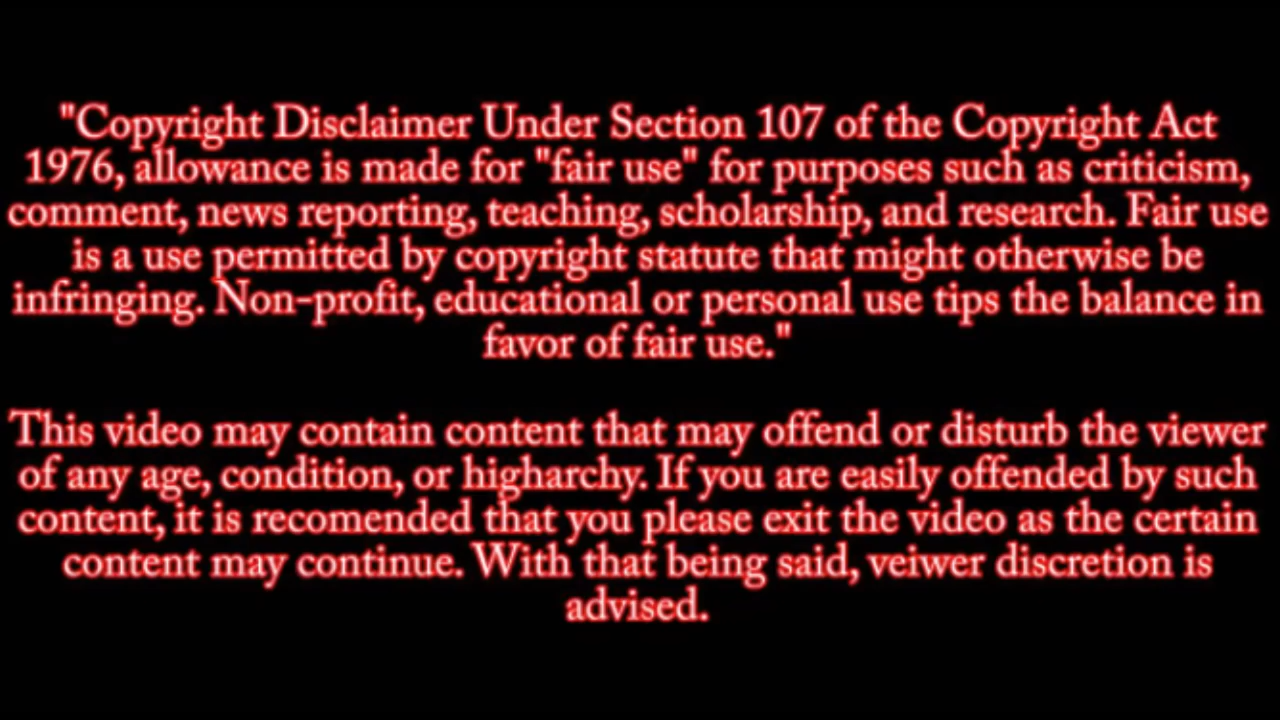 "Copyright Disclaimer Under Section 107 of the Copyright Act
1976, allowance is made for "fair use" for purposes such as criticism,
comment, news reporting, teaching, scholarship, and research. Fair use
is a use permitted by copyright statute that might otherwise be
infringing. Non-profit, educational or personal use tips the balance in
favor of fair use."
This video may contain content that may offend or disturb the viewer
of any age, condition, or higharchy. If you are easily offended by such
content, it is recomended that you please exit the video as the certain
content may continue. With that being said, veiwer discretion is
advised.